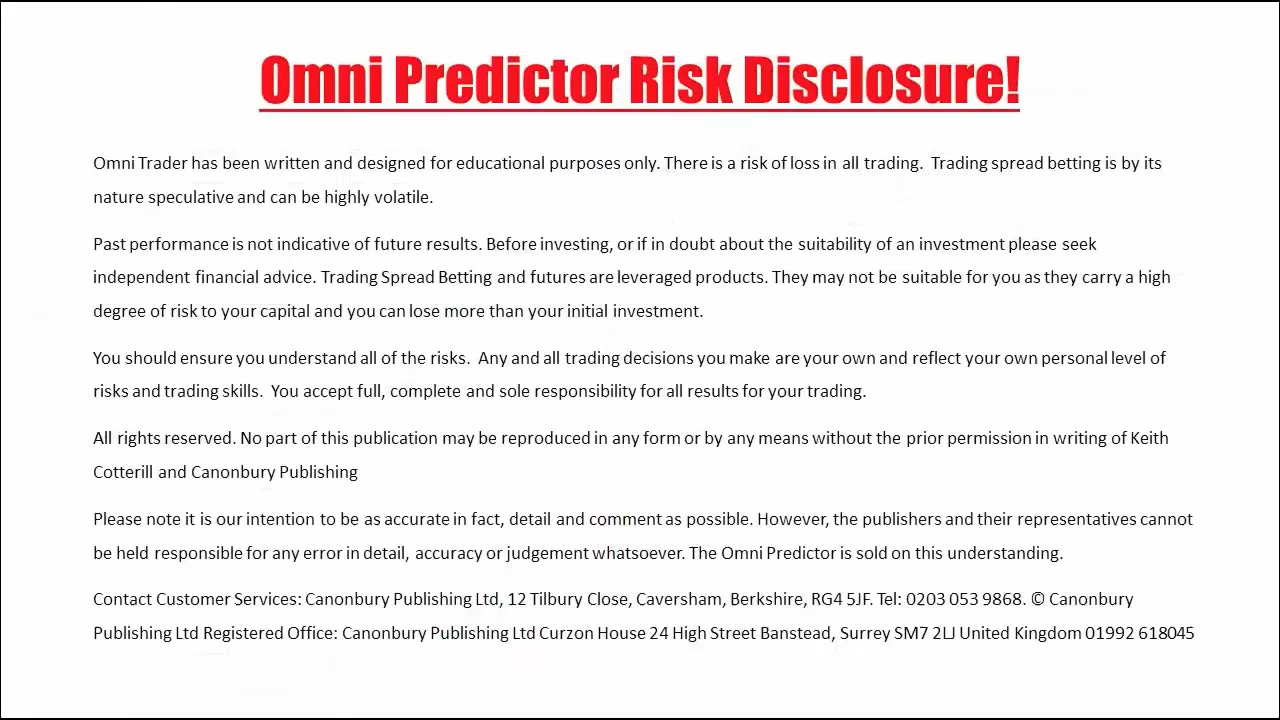 Omni Predictor Risk Disclosure!
Omni Trader has been written and designed for educational purposes only. There is a risk of loss in all trading.  Trading spread betting is by its
nature speculative and can be highly volatile.
Past performance is not indicative of future results. Before investing, or if in doubt about the suitability of an investment please seek
independent financial advice. Trading Spread Betting and futures are leveraged products. They may not be suitable for you as they carry a high
degree of risk to your capital and you can lose more than your initial investment.
You should ensure you understand all of the risks.  Any and all trading decisions you make are your own and reflect your own personal level of
risks and trading skills.  You accept full, complete and sole responsibility for all results for your trading.
All rights reserved. No part of this publication may be reproduced in any form or by any means without the prior permission in writing of Keith
Cotterill and Canonbury Publishing
Please note it is our intention to be as accurate in fact, detail and comment as possible. However, the publishers and their representatives cannot
be held responsible for any error in detail, accuracy or judgement whatsoever. The Omni Predictor is sold on this understanding.
Contact Customer Services: Canonbury Publishing Ltd, 12 Tilbury Close, Caversham, Berkshire, RG4 5JF. Tel: 0203 053 9868. © Canonbury
Publishing Ltd Registered Office: Canonbury Publishing Ltd Curzon House 24 High Street Banstead, Surrey SM7 2LJ United Kingdom 01992 618045